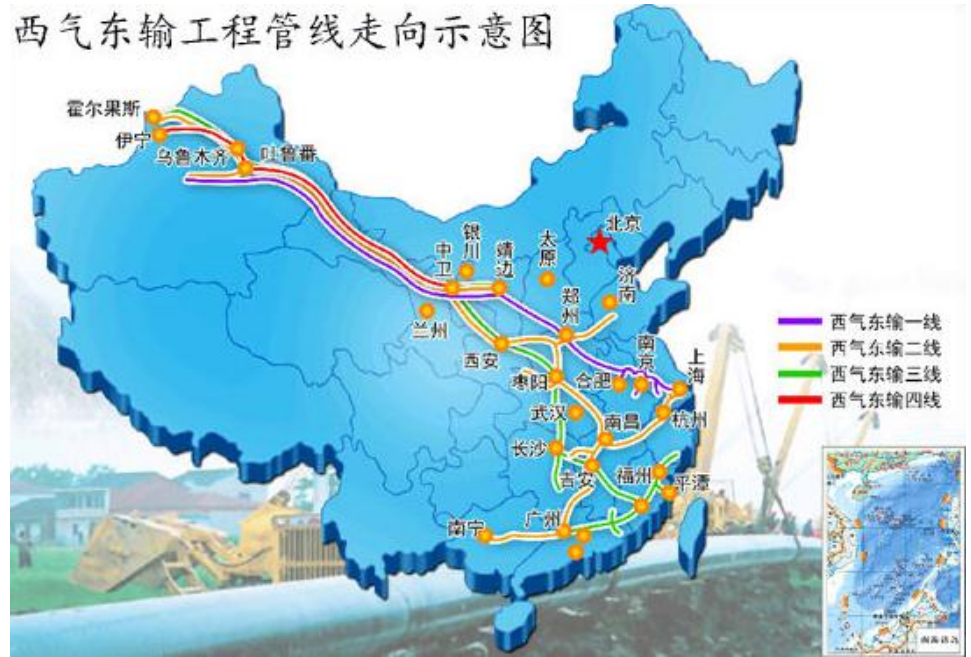 西气东输工程管线走向示意图
霍尔果斯
伊宁
乌鲁木齐
吐鲁番
北京
银川
中卫
靖边
太原
济南
郑州
兰州
西安
南京
上海
合肥
枣阳
武汉
南昌
杭州
长沙
吉安
福州
平潭
广州
南宁
西气东输一线
西气东输二线
西气东输三线
西气东输四线
南海诸岛